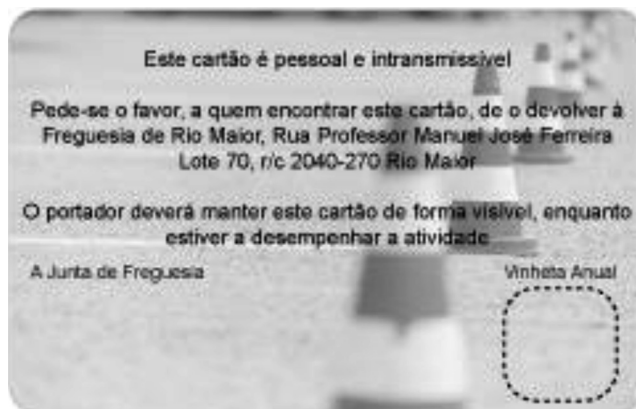 Este cartão é pessoal e intransmissível
Pede-se o favor, a quem encontrar este cartão, de o devolver à
Freguesia de Rio Maior, Rua Professor Manuel José Ferreira
Lote 70, r/c 2040-270 Rio Maior
O portador deverá manter este cartão de forma visível, enquanto
estiver a desempenhar a atividade
A Junta de Freguesia
Vinheta Anual